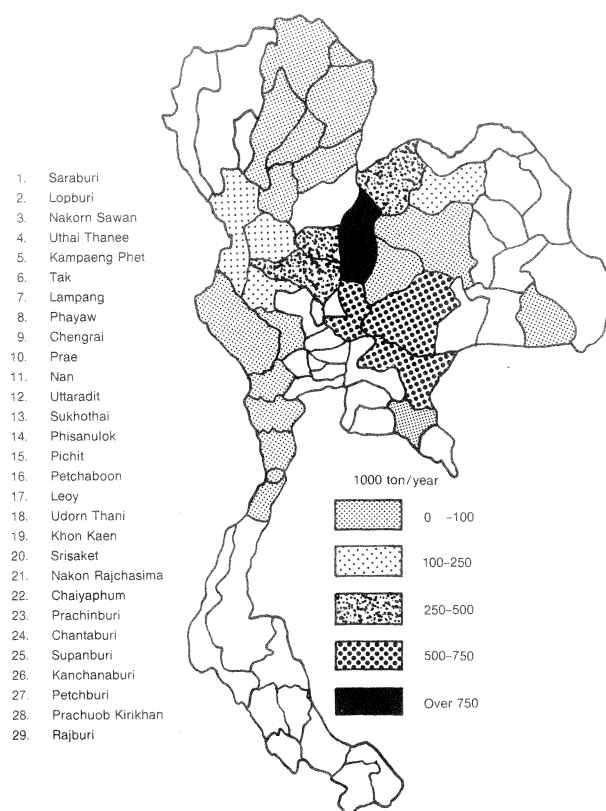 1. Saraburi
2. Lopburi
3. Nakorn Sawan
4. Uthai Thanee
5. Kampaeng Phet
6. Tak
7. Lampang
8. Phayaw
9. Chengrai
10. Prae
11. Nan
12. Uttaradit
13. Sukhothai
14. Phisanulok
15. Pichit
16. Petchaboon
17. Leoy
18. Udorn Thani
19. Khon Kaen
20. Srisaket
21. Nakon Rajchasima
22. Chaiyaphum
23. Prachinburi
24. Chantaburi
25. Supanburi
26. Kanchanaburi
27. Petchburi
28. Prachuob Kirikhan
29. Rajburi
1000 ton/year
0 -100
100-250
250-500
500-750
Over 750